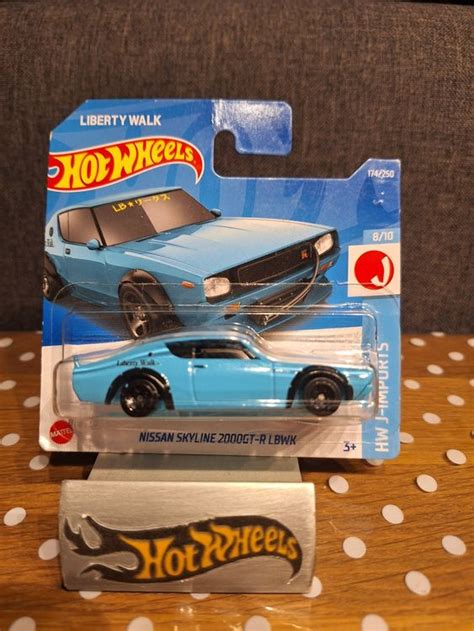 LIBERTY WALK
Hot Wheels
174/250
8/10
J
LB★ワークス
HW J-IMPORTS
Liberty Walk
MATTEL
NISSAN SKYLINE 2000GT-R LBWK
3+
Hot Wheels